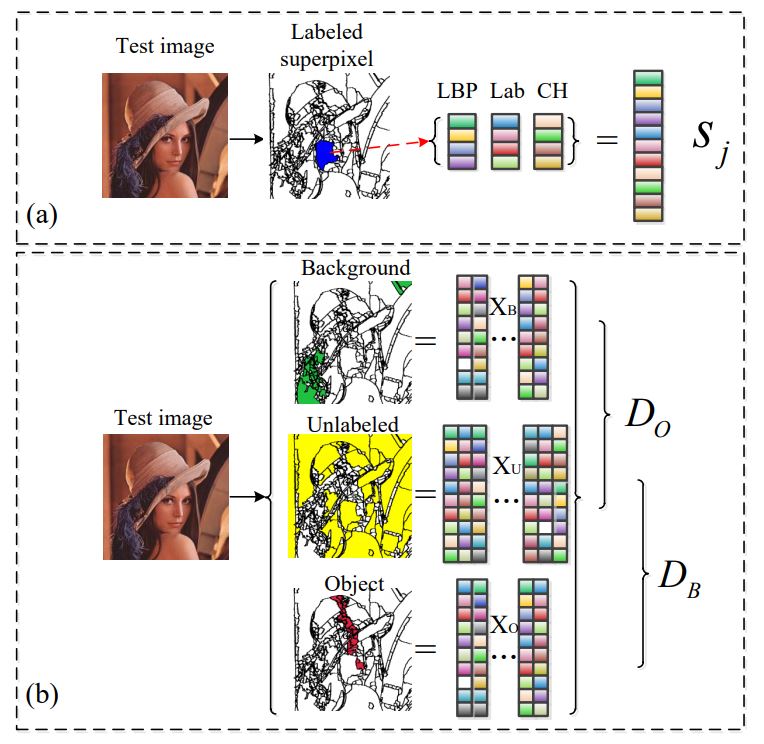 Test image
Labeled
superpixel
LBP Lab CH
= S_j
(a)
Background
= X_B ...
Test image
Unlabeled
= X_U ...
D_O
Object
= X_O ...
D_B
(b)